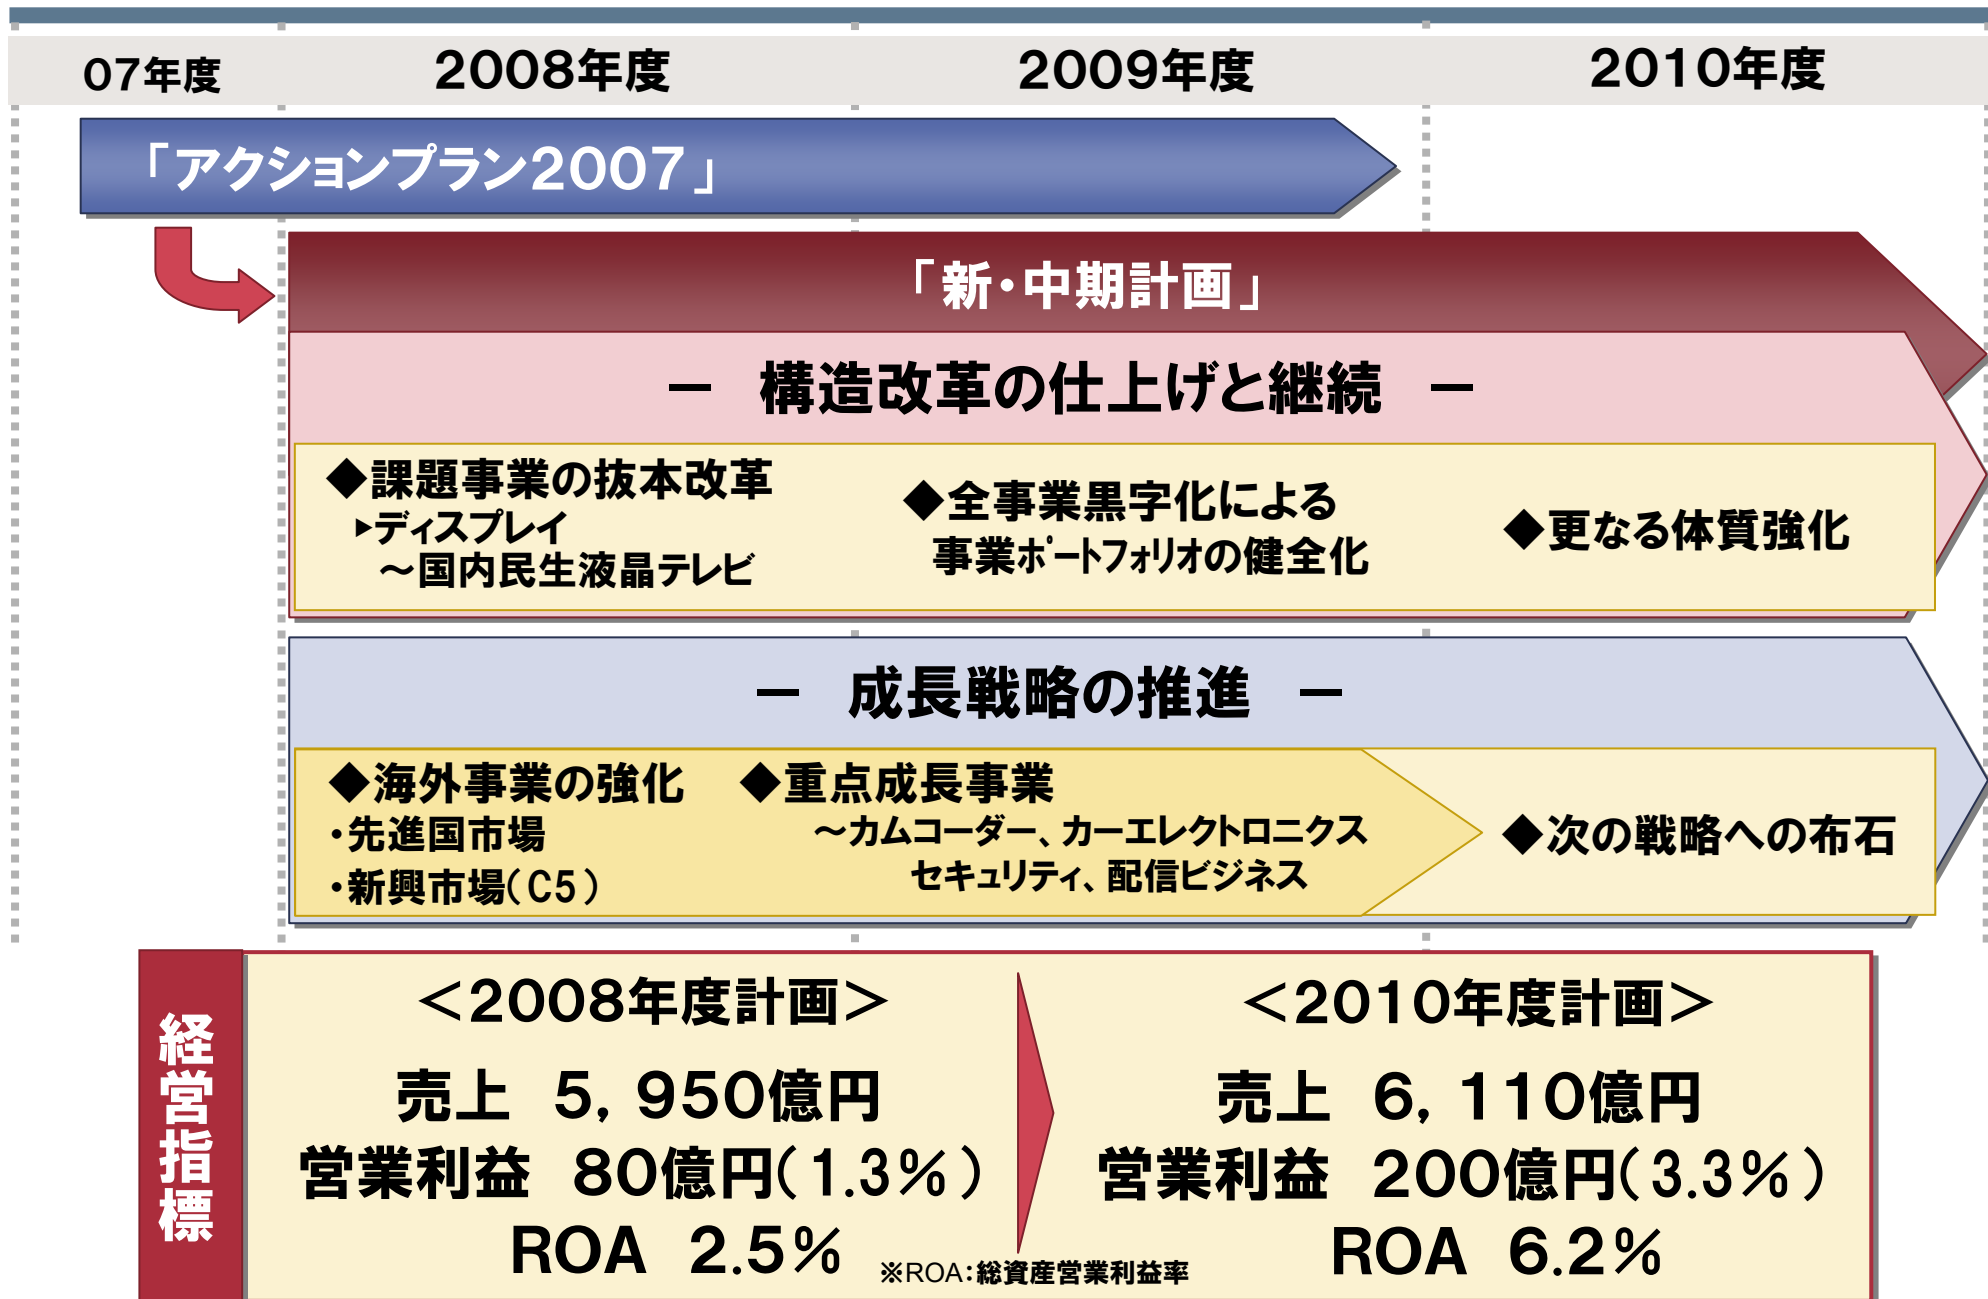 07年度
2008年度
2009年度
2010年度
「アクションプラン2007」
「新・中期計画」
－ 構造改革の仕上げと継続 －
◆課題事業の抜本改革
▸ディスプレイ
～国内民生液晶テレビ
◆全事業黒字化による
事業ポートフォリオの健全化
◆更なる体質強化
－ 成長戦略の推進 －
◆海外事業の強化
・先進国市場
・新興市場(C5)
◆重点成長事業
～カムコーダー、カーエレクトロニクス
セキュリティ、配信ビジネス
◆次の戦略への布石
経営指標
＜2008年度計画＞
売上 5，950億円
営業利益 80億円(1.3％)
ROA 2.5％
※ROA：総資産営業利益率
＜2010年度計画＞
売上 6，110億円
営業利益 200億円(3.3％)
ROA 6.2％